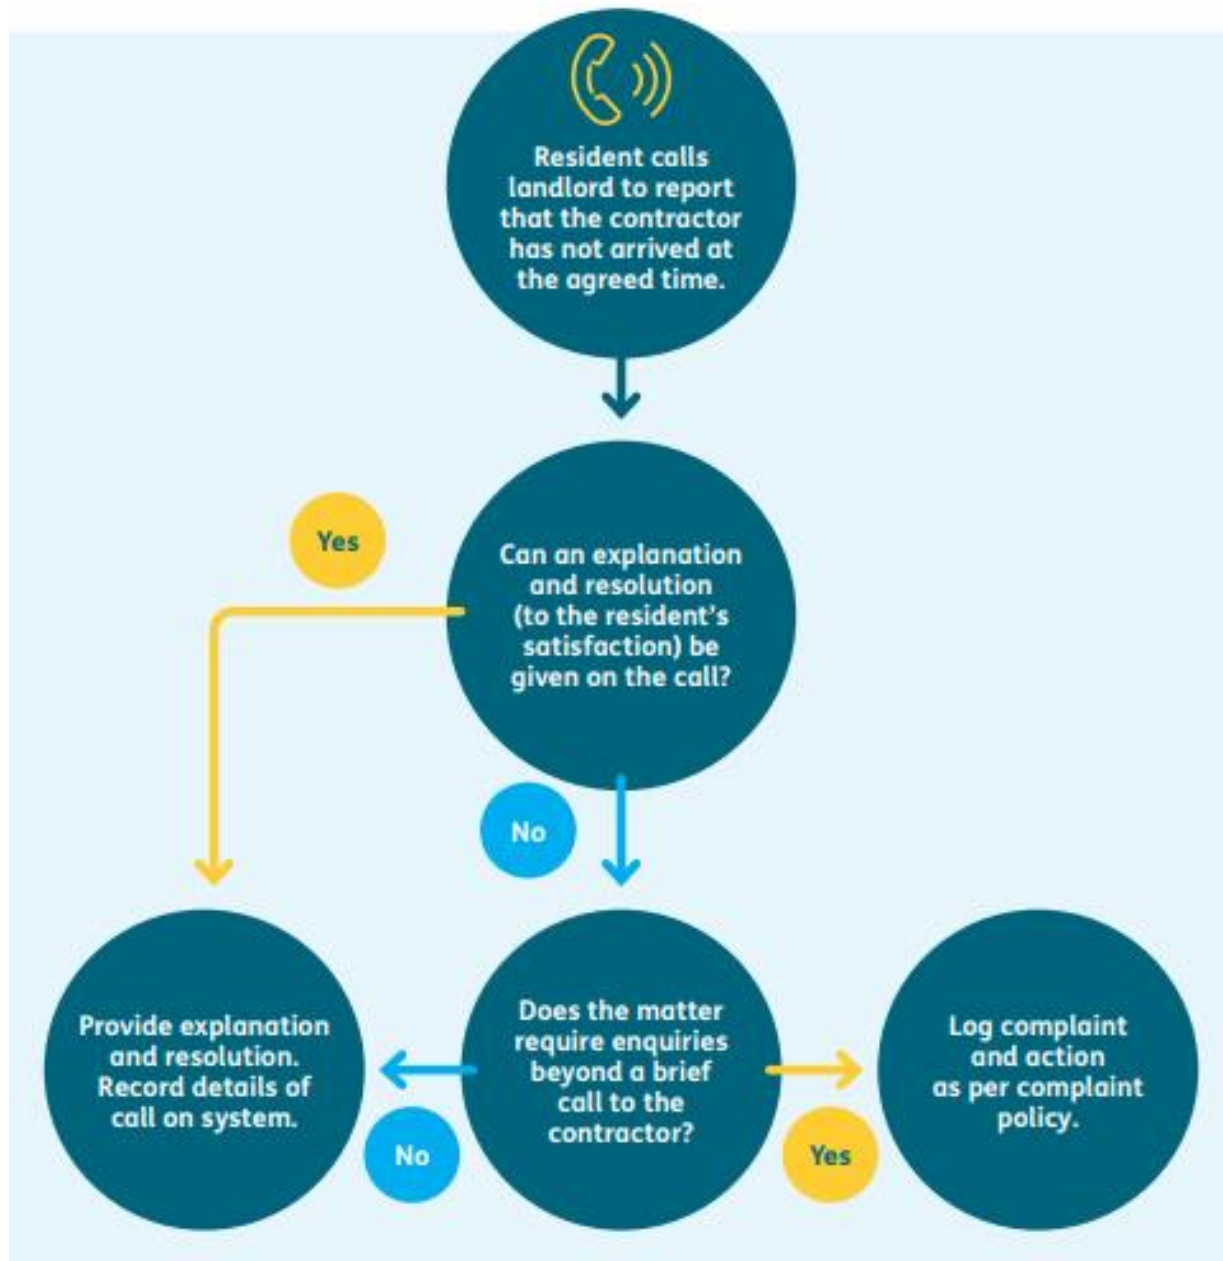 Resident calls
landlord to report
that the contractor
has not arrived at
the agreed time.
Yes
Can an explanation
and resolution
(to the resident's
satisfaction) be
given on the call?
No
Provide explanation
and resolution.
Record details of
call on system.
No
Does the matter
require enquiries
beyond a brief
call to the
contractor?
Yes
Log complaint
and action
as per complaint
policy.